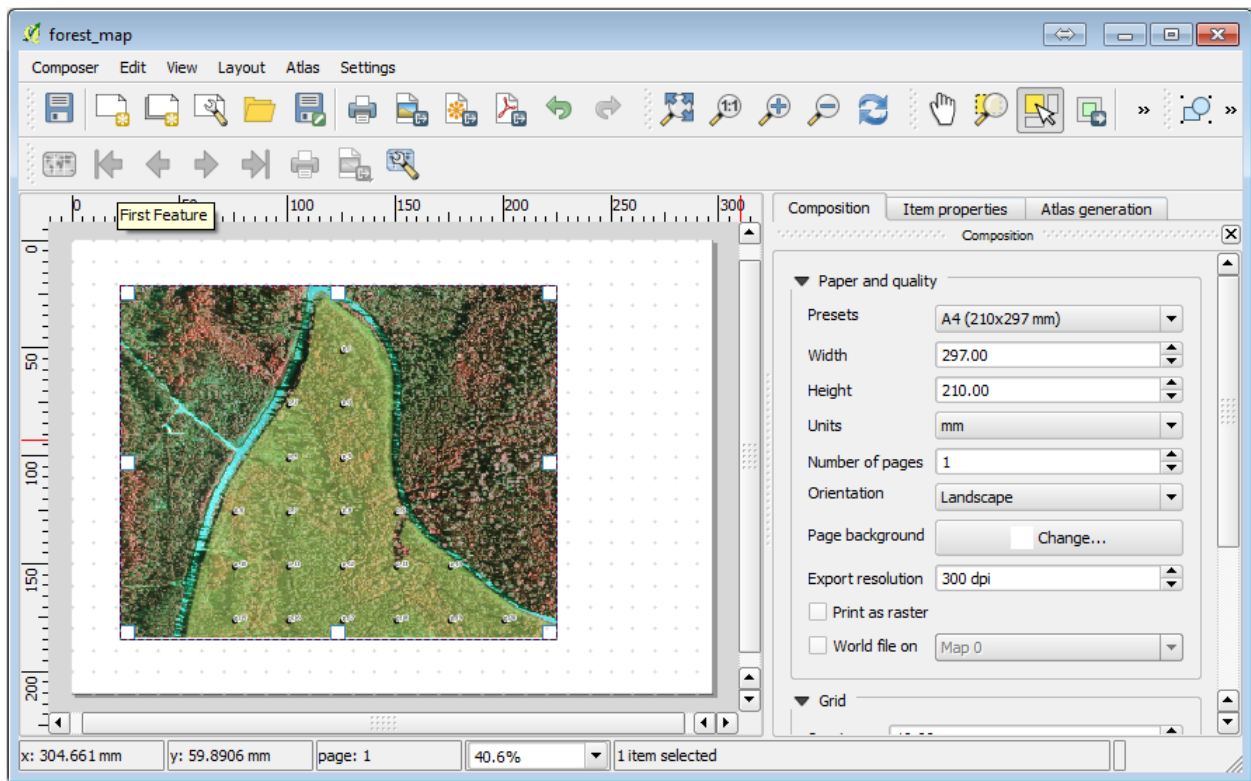 forest_map
Composer Edit View Layout Atlas Settings
1:1
» »
0 50 100 150 200 250 300
First Feature
Composition Item properties Atlas generation
Composition
Paper and quality
Presets A4 (210x297 mm)
Width 297.00
Height 210.00
Units mm
Number of pages 1
Orientation Landscape
Page background Change...
Export resolution 300 dpi
Print as raster
World file on Map 0
Grid
0
50
100
150
200
x: 304.661 mm y: 59.8906 mm page: 1 40.6% 1 item selected